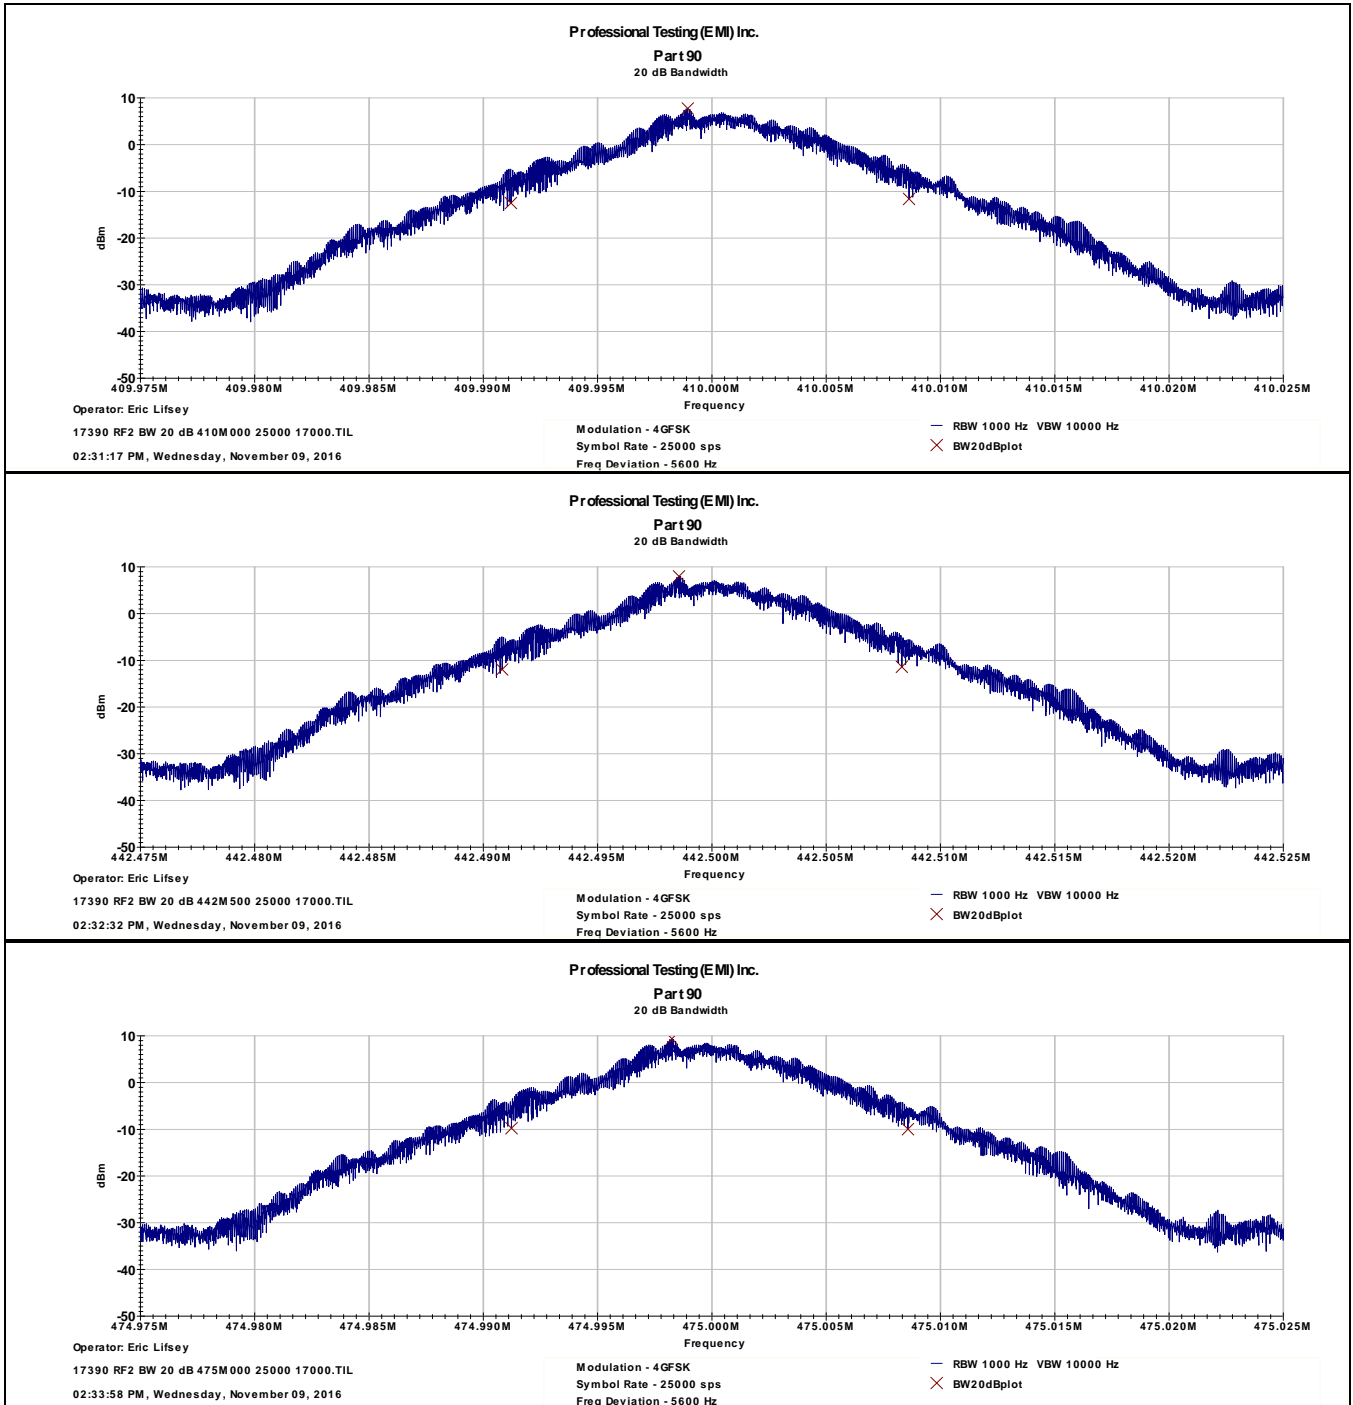 Professional Testing (EMI) Inc.
Part 90
20 dB Bandwidth
10
0
-10
-20
-30
-40
-50
dBm
409.975M 409.980M 409.985M 409.990M 409.995M 410.000M 410.005M 410.010M 410.015M 410.020M 410.025M
Frequency
Operator: Eric Lifsey
17390 RF2 BW 20 dB 410M000 25000 17000.TIL
02:31:17 PM, Wednesday, November 09, 2016
Modulation - 4GFSK
Symbol Rate - 25000 sps
Freq Deviation - 5600 Hz
RBW 1000 Hz VBW 10000 Hz
BW20dBplot
Professional Testing (EMI) Inc.
Part 90
20 dB Bandwidth
10
0
-10
-20
-30
-40
-50
dBm
442.475M 442.480M 442.485M 442.490M 442.495M 442.500M 442.505M 442.510M 442.515M 442.520M 442.525M
Frequency
Operator: Eric Lifsey
17390 RF2 BW 20 dB 442M500 25000 17000.TIL
02:32:32 PM, Wednesday, November 09, 2016
Modulation - 4GFSK
Symbol Rate - 25000 sps
Freq Deviation - 5600 Hz
RBW 1000 Hz VBW 10000 Hz
BW20dBplot
Professional Testing (EMI) Inc.
Part 90
20 dB Bandwidth
10
0
-10
-20
-30
-40
-50
dBm
474.975M 474.980M 474.985M 474.990M 474.995M 475.000M 475.005M 475.010M 475.015M 475.020M 475.025M
Frequency
Operator: Eric Lifsey
17390 RF2 BW 20 dB 475M000 25000 17000.TIL
02:33:58 PM, Wednesday, November 09, 2016
Modulation - 4GFSK
Symbol Rate - 25000 sps
Freq Deviation - 5600 Hz
RBW 1000 Hz VBW 10000 Hz
BW20dBplot